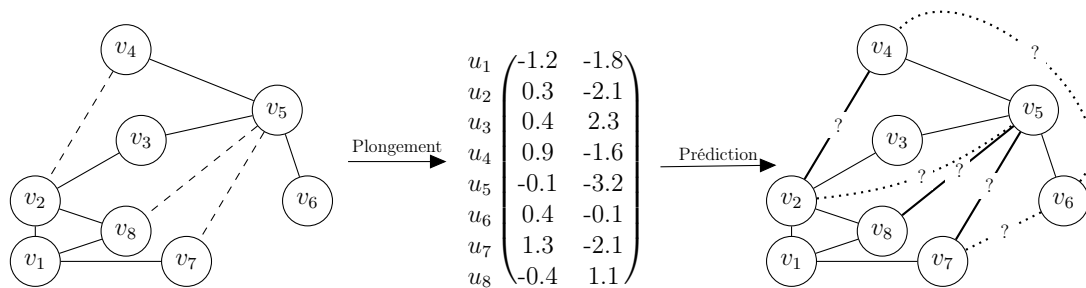 v4
v5
v3
v2
v6
v8
v1
v7
Plongement
u1 -1.2 -1.8
u2 0.3 -2.1
u3 0.4 2.3
u4 0.9 -1.6
u5 -0.1 -3.2
u6 0.4 -0.1
u7 1.3 -2.1
u8 -0.4 1.1
Prédiction
v4
?
v5
?
v3
?
?
?
v2
v6
v8
?
v1
v7